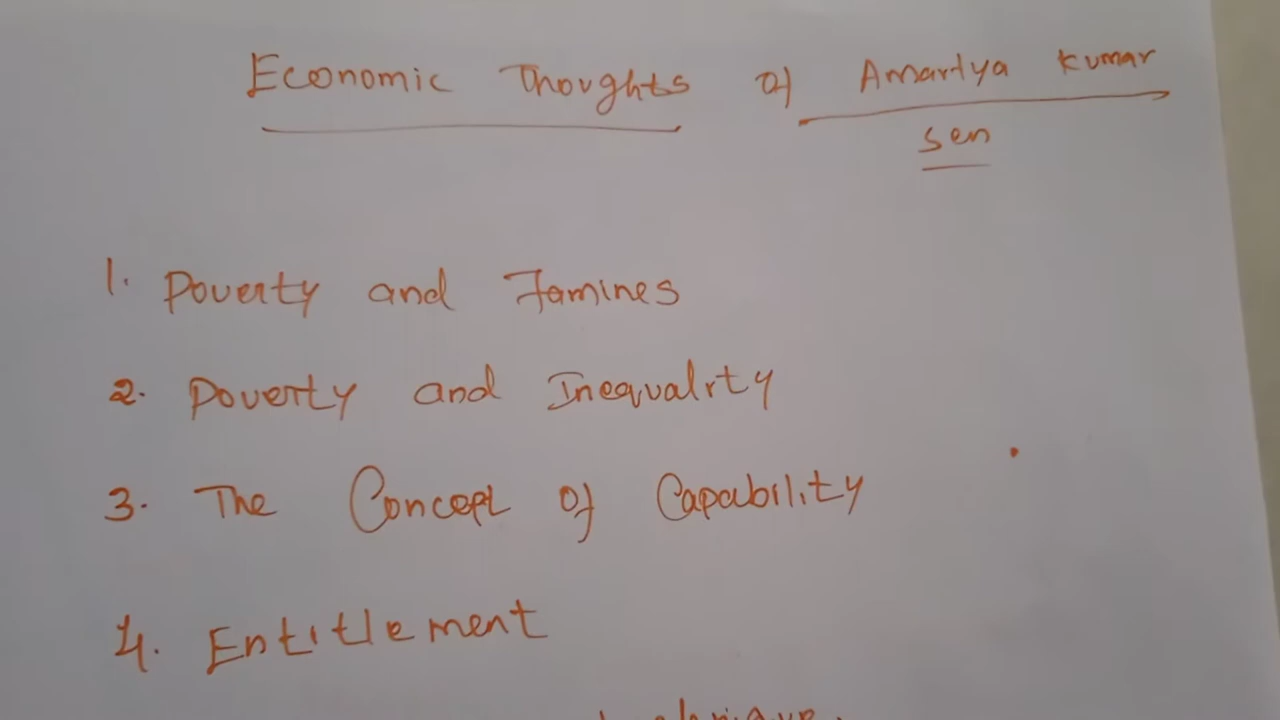 Economic Thoughts of Amartya Kumar
Sen
1. Poverty and Famines
2. Poverty and Inequality
3. The Concept of Capability
4. Entitlement